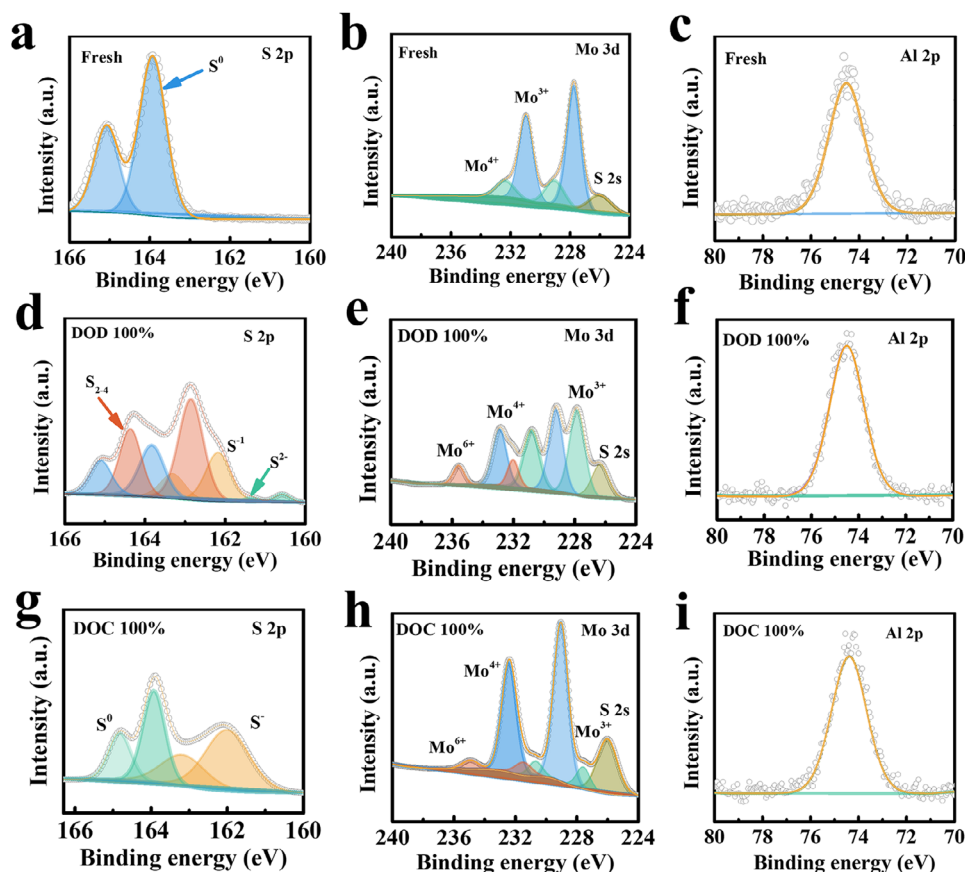 a
Fresh
S 2p
S⁰
Intensity (a.u.)
166 164 162 160
Binding energy (eV)
b
Fresh
Mo 3d
Mo³⁺
Mo⁴⁺
S 2s
Intensity (a.u.)
240 236 232 228 224
Binding energy (eV)
c
Fresh
Al 2p
Intensity (a.u.)
80 78 76 74 72 70
Binding energy (eV)
d
DOD 100%
S 2p
S₂₋₄
S⁻¹
S²⁻
Intensity (a.u.)
166 164 162 160
Binding energy (eV)
e
DOD 100%
Mo 3d
Mo³⁺
Mo⁴⁺
Mo⁶⁺
S 2s
Intensity (a.u.)
240 236 232 228 224
Binding energy (eV)
f
DOD 100%
Al 2p
Intensity (a.u.)
80 78 76 74 72 70
Binding energy (eV)
g
DOC 100%
S 2p
S⁰
S⁻
Intensity (a.u.)
166 164 162 160
Binding energy (eV)
h
DOC 100%
Mo 3d
Mo⁴⁺
S 2s
Mo³⁺
Mo⁶⁺
Intensity (a.u.)
240 236 232 228 224
Binding energy (eV)
i
DOC 100%
Al 2p
Intensity (a.u.)
80 78 76 74 72 70
Binding energy (eV)